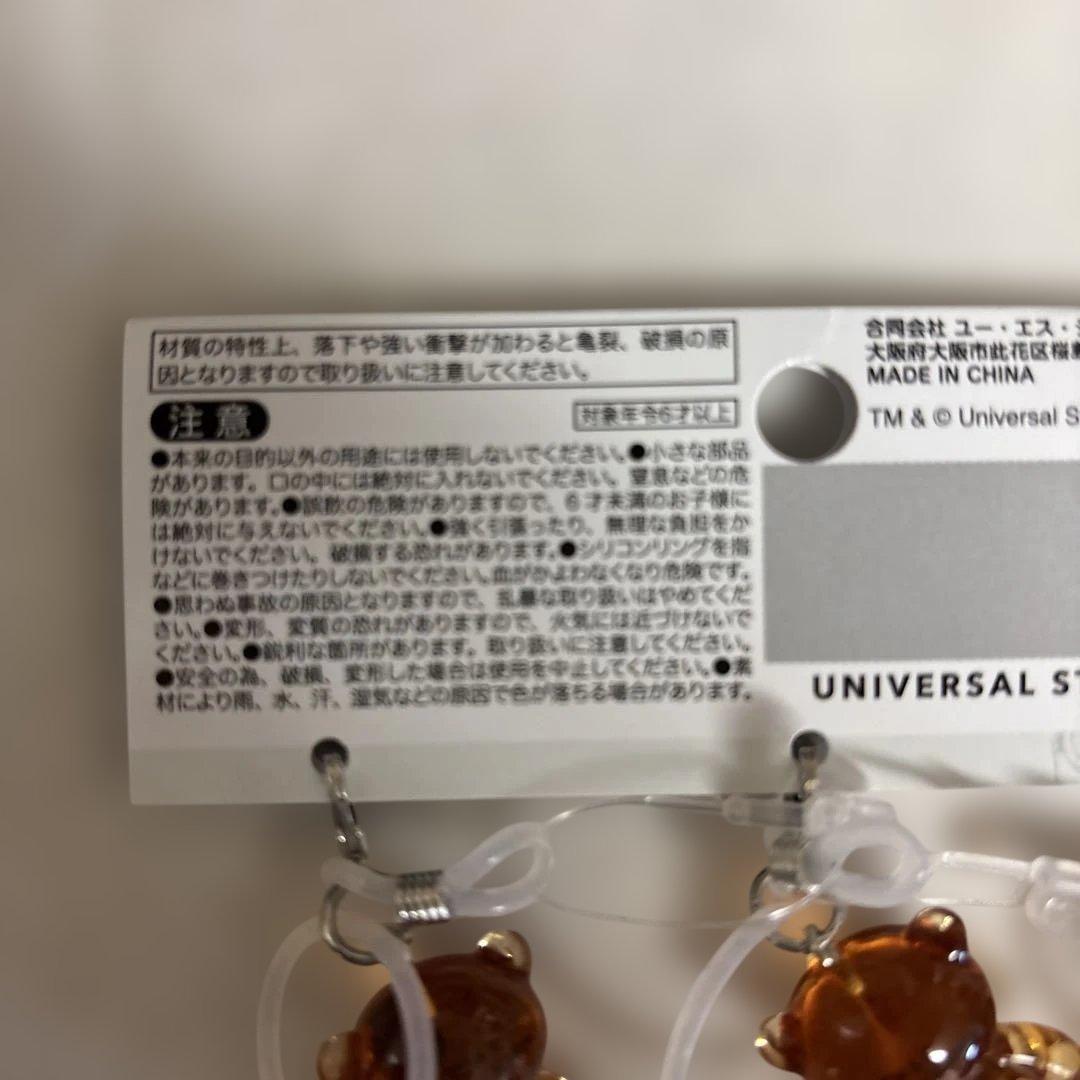 材質の特性上、落下や強い衝撃が加わると亀裂、破損の原
因となりますので取り扱いに注意してください。
注意
対象年令6才以上
●本来の目的以外の用途には使用しないでください。●小さな部品
があります。口の中には絶対に入れないでください。窒息などの危
険があります。●誤飲の危険がありますので、6才未満のお子様に
は絶対に与えないでください。●強く引張ったり、無理な負担をか
けないでください。破損する恐れがあります。●シリコンリングを指
などに巻きつけたりしないでください。血がかよわなくなり危険です。
●思わぬ事故の原因となりますので、乱暴な取り扱いはやめてくだ
さい。●変形、変質の恐れがありますので、火気には近づけないで
ください。●鋭利な箇所があります。取り扱いに注意してください。
●安全の為、破損、変形した場合は使用を中止してください。●素
材により雨、水、汗、湿気などの原因で色が落ちる場合があります。
合同会社 ユー・エス・
大阪府大阪市此花区桜島
MADE IN CHINA
TM & © Universal S
UNIVERSAL ST